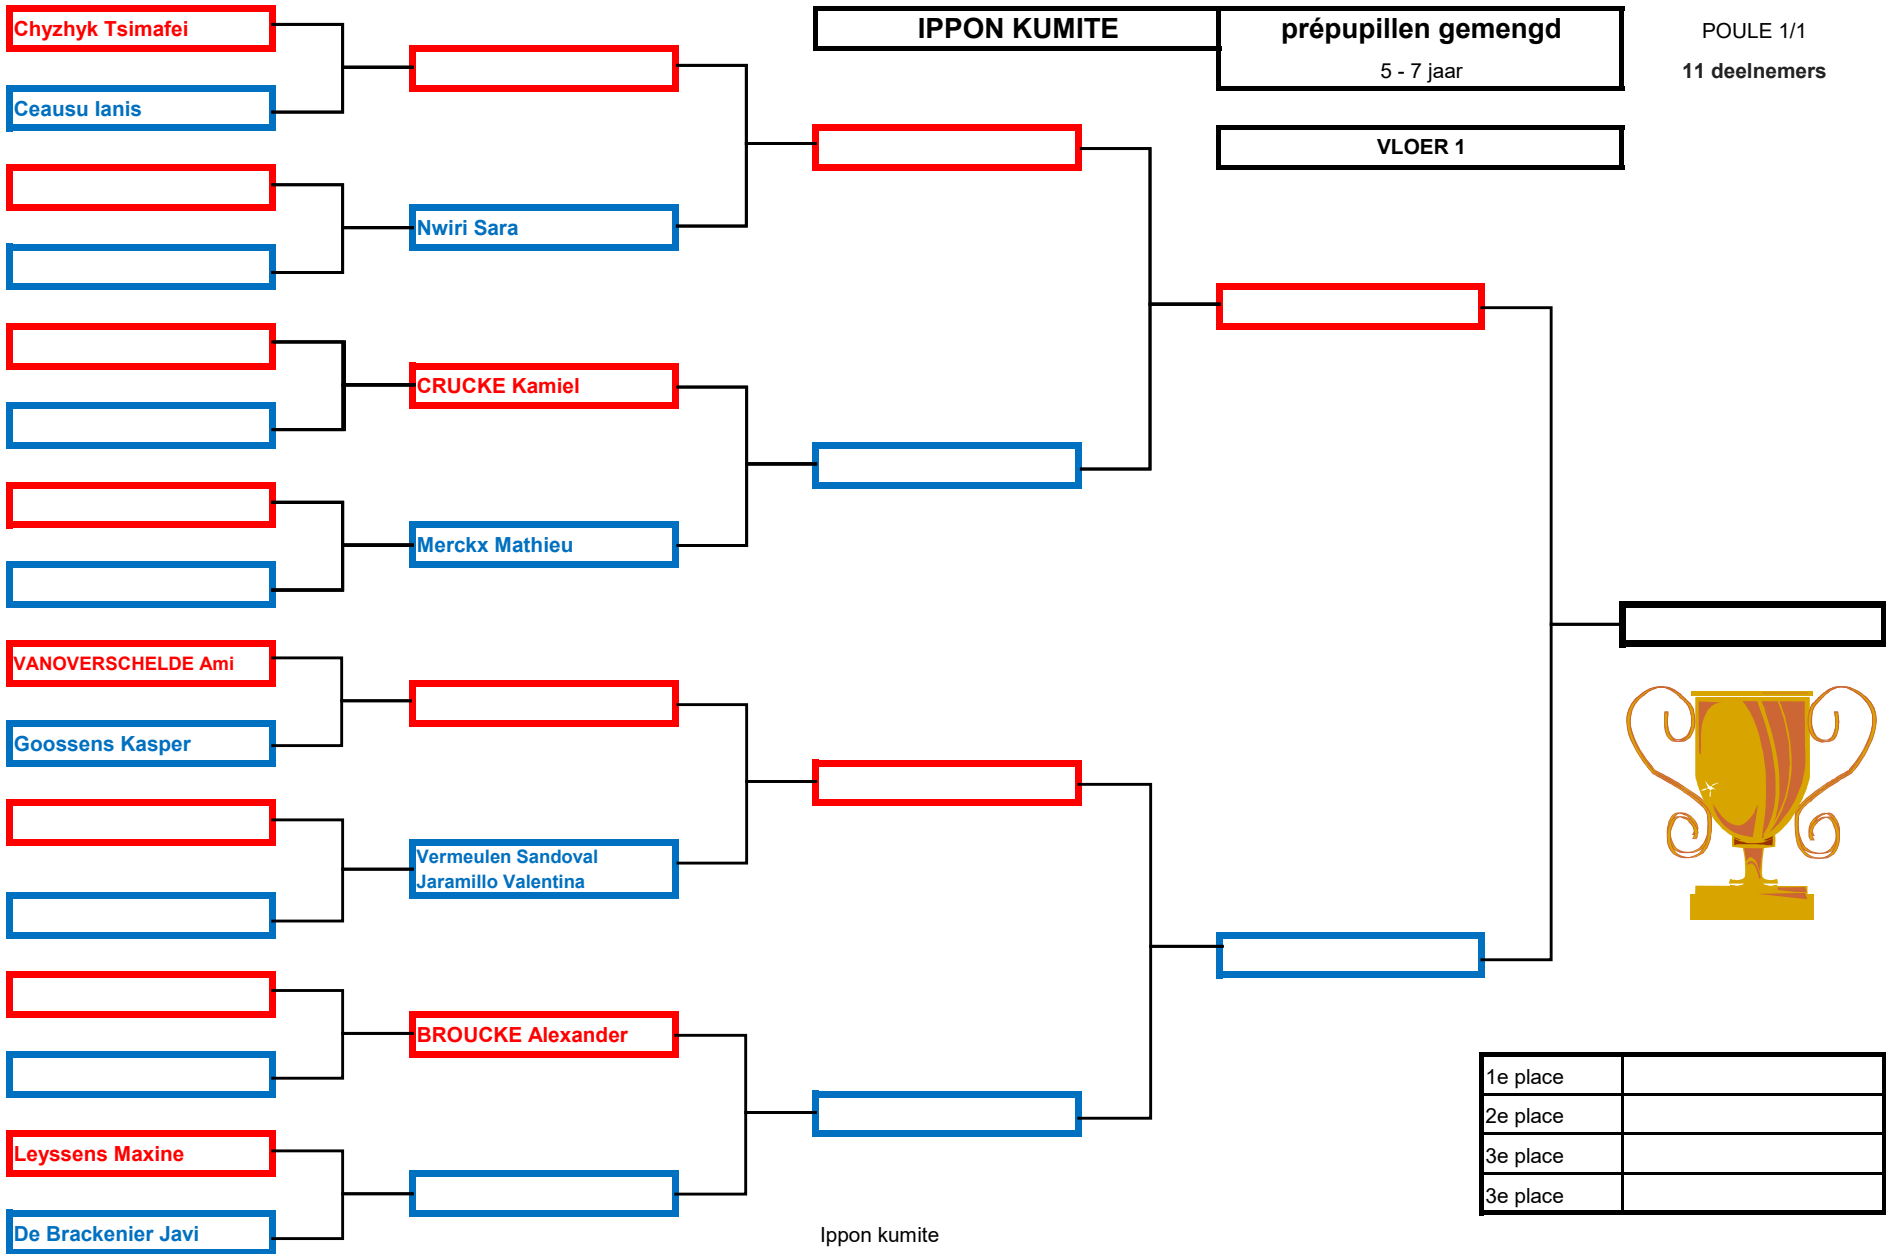 Chyzhyk Tsimafei
IPPON KUMITE
prépupillen gemengd
POULE 1/1
5 - 7 jaar
11 deelnemers
Ceausu Ianis
VLOER 1
Nwiri Sara
CRUCKE Kamiel
Merckx Mathieu
VANOVERSCHELDE Ami
Goossens Kasper
Vermeulen Sandoval
Jaramillo Valentina
BROUCKE Alexander
Leyssens Maxine
De Brackenier Javi
1e place
2e place
3e place
3e place
Ippon kumite